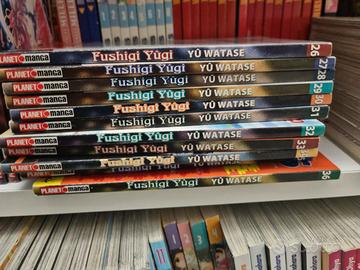 PLANET manga Fushigi Yûgi YÛ WATASE 26
PLANET manga Fushigi Yûgi YÛ WATASE 27
PLANET manga Fushigi Yûgi YÛ WATASE 28
PLANET manga Fushigi Yûgi YÛ WATASE 29
PLANET manga Fushigi Yûgi YÛ WATASE 30
PLANET manga Fushigi Yûgi YÛ WATASE 31
PLANET manga Fushigi Yûgi YÛ WATASE 32
PLANET manga Fushigi Yûgi YÛ WATASE 33
PLANET manga Fushigi Yûgi YÛ WATASE
PLANET manga Fushigi Yûgi YÛ WATASE 36